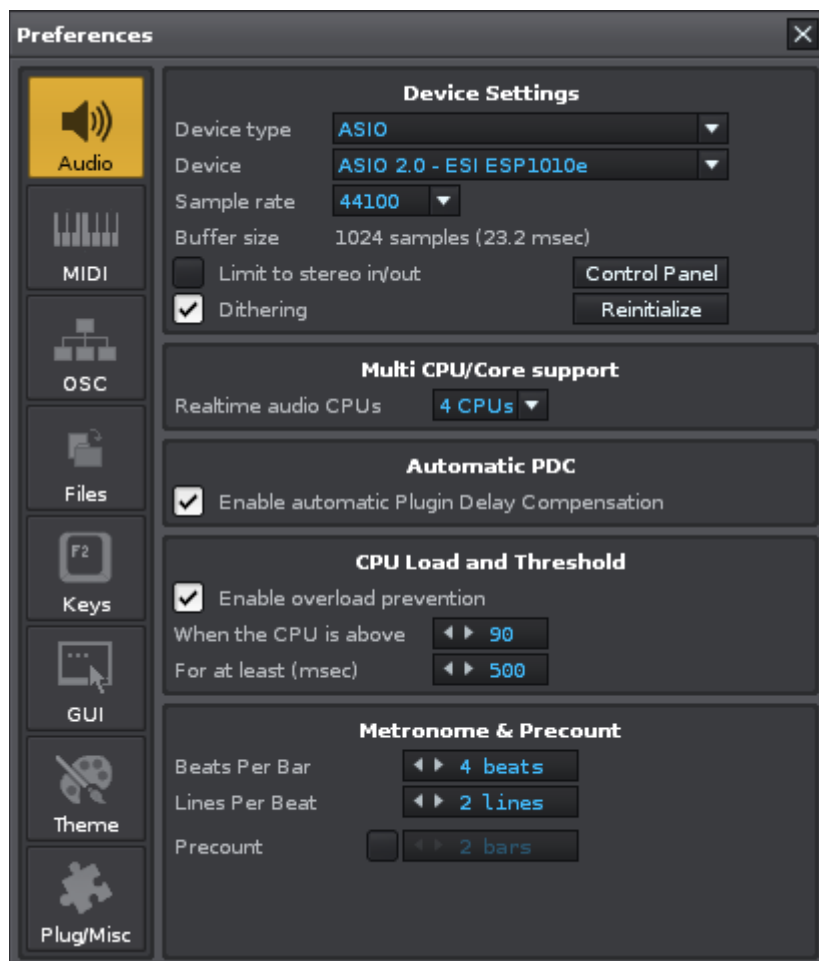 Preferences
Audio
MIDI
OSC
Files
F2
Keys
GUI
Theme
Plug/Misc
Device Settings
Device type ASIO
Device ASIO 2.0 - ESI ESP1010e
Sample rate 44100
Buffer size 1024 samples (23.2 msec)
Limit to stereo in/out Control Panel
Dithering Reinitialize
Multi CPU/Core support
Realtime audio CPUs 4 CPUs
Automatic PDC
Enable automatic Plugin Delay Compensation
CPU Load and Threshold
Enable overload prevention
When the CPU is above 90
For at least (msec) 500
Metronome & Precount
Beats Per Bar 4 beats
Lines Per Beat 2 lines
Precount 2 bars